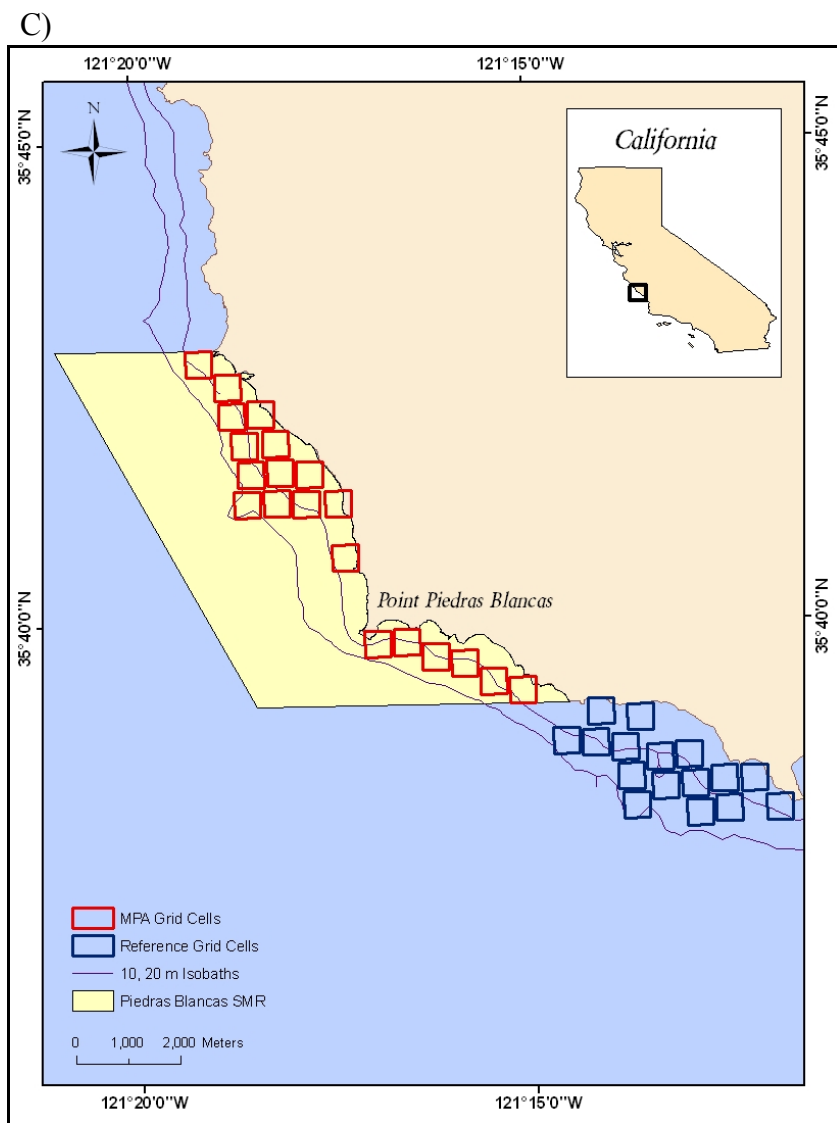 C)
121°20'0"W 121°15'0"W
35°45'0"N 35°45'0"N
N
California
Point Piedras Blancas
35°40'0"N 35°40'0"N
MPA Grid Cells
Reference Grid Cells
10, 20 m Isobaths
Piedras Blancas SMR
0 1,000 2,000 Meters
121°20'0"W 121°15'0"W